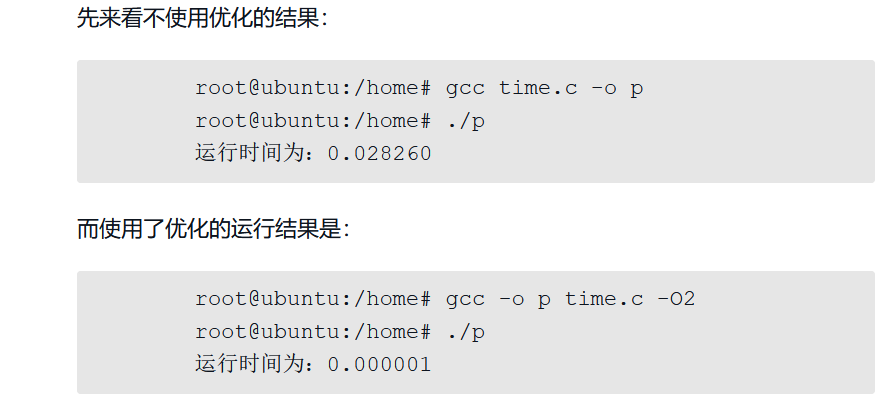 先来看不使用优化的结果：
root@ubuntu:/home# gcc time.c -o p
root@ubuntu:/home# ./p
运行时间为：0.028260
而使用了优化的运行结果是：
root@ubuntu:/home# gcc -o p time.c -O2
root@ubuntu:/home# ./p
运行时间为：0.000001